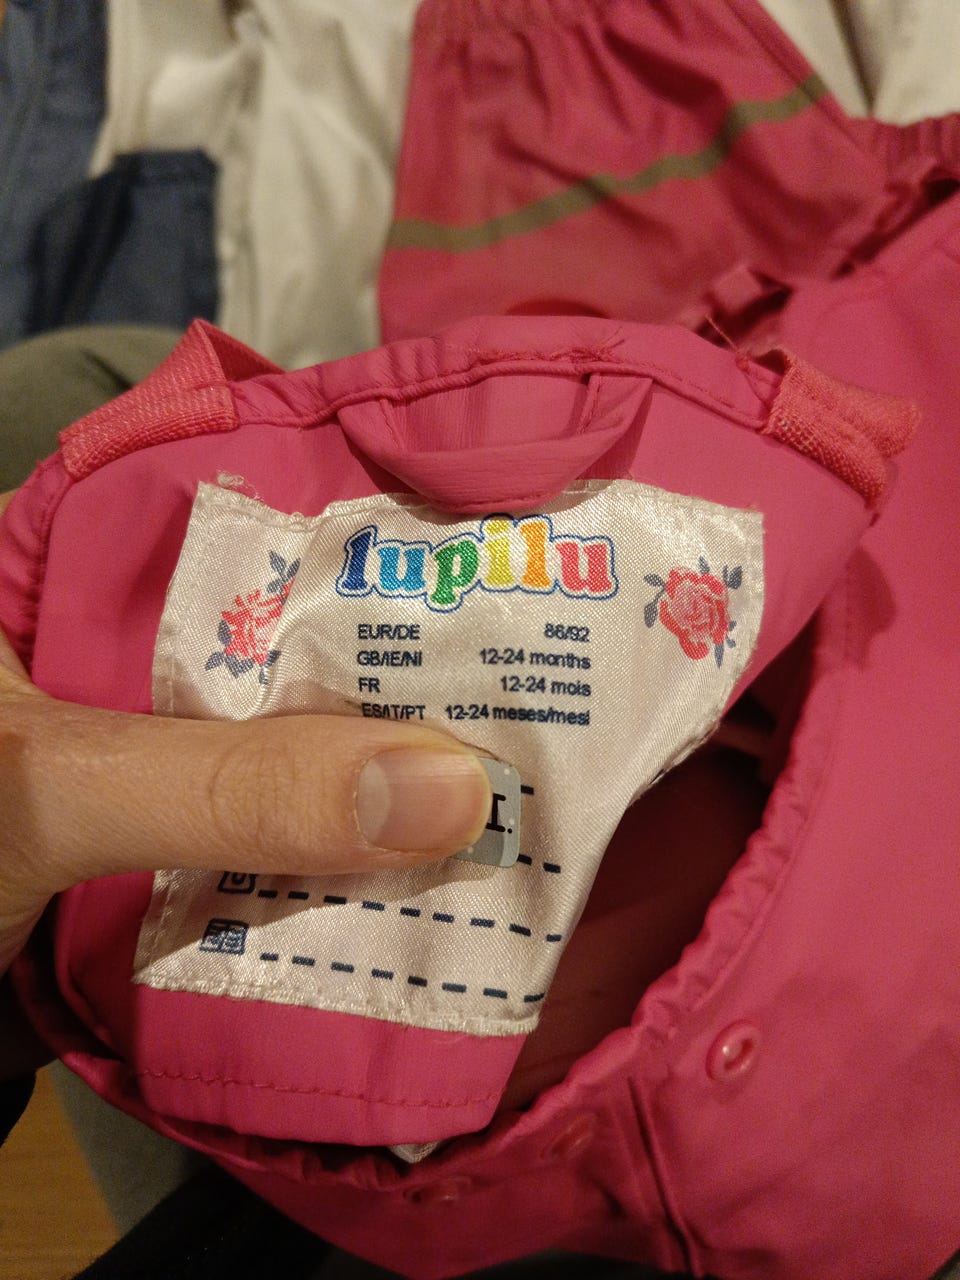 lupilu
EUR/DE 86/92
GB/IE/NI 12-24 months
FR 12-24 mois
ES/IT/PT 12-24 meses/mesi
I.